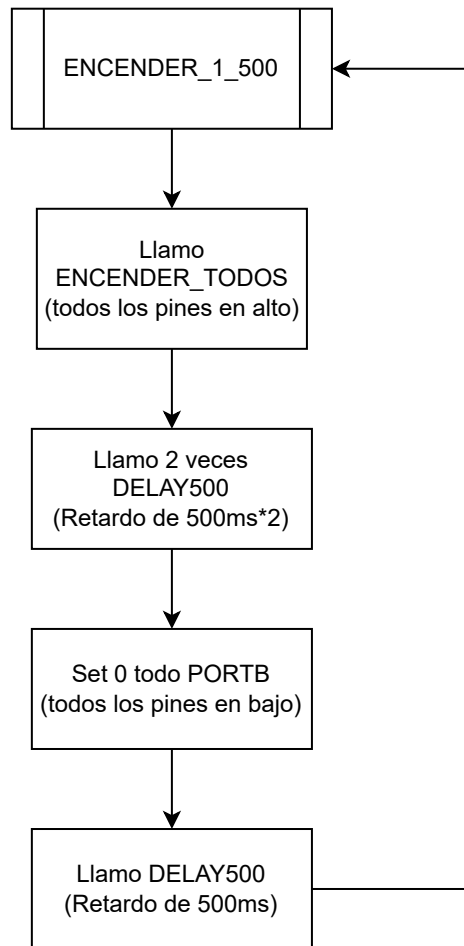 ENCENDER_1_500
Llamo
ENCENDER_TODOS
(todos los pines en alto)
Llamo 2 veces
DELAY500
(Retardo de 500ms*2)
Set 0 todo PORTB
(todos los pines en bajo)
Llamo DELAY500
(Retardo de 500ms)